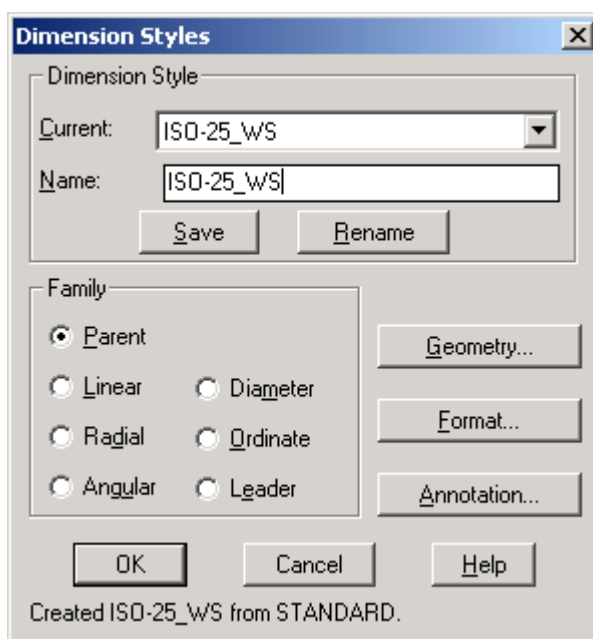 Dimension Styles
Dimension Style
Current: ISO-25_WS
Name: ISO-25_WS
Save Rename
Family
Parent
Linear Diameter
Radial Ordinate
Angular Leader
Geometry...
Format...
Annotation...
OK Cancel Help
Created ISO-25_WS from STANDARD.